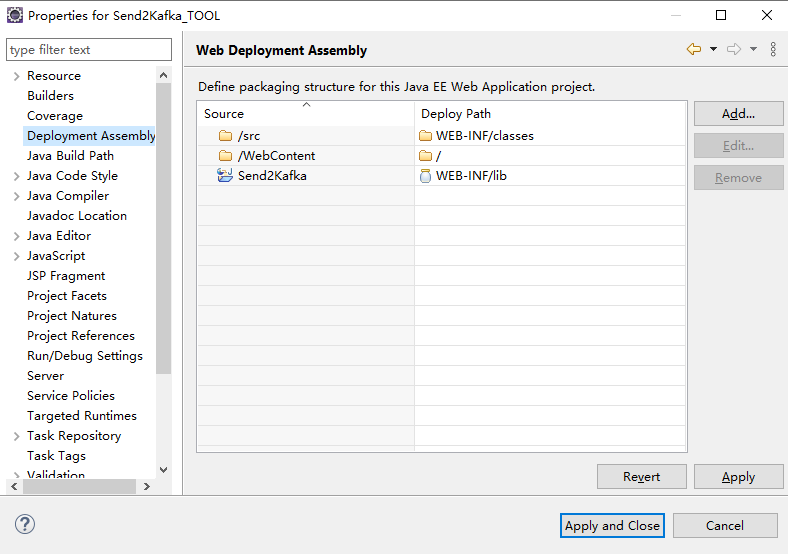 Properties for Send2Kafka_TOOL
type filter text
Resource
Builders
Coverage
Deployment Assembly
Java Build Path
Java Code Style
Java Compiler
Javadoc Location
Java Editor
JavaScript
JSP Fragment
Project Facets
Project Natures
Project References
Run/Debug Settings
Server
Service Policies
Targeted Runtimes
Task Repository
Task Tags
Validation
Web Deployment Assembly
Define packaging structure for this Java EE Web Application project.
Source Deploy Path
/src WEB-INF/classes
/WebContent /
Send2Kafka WEB-INF/lib
Add...
Edit...
Remove
Revert Apply
Apply and Close Cancel